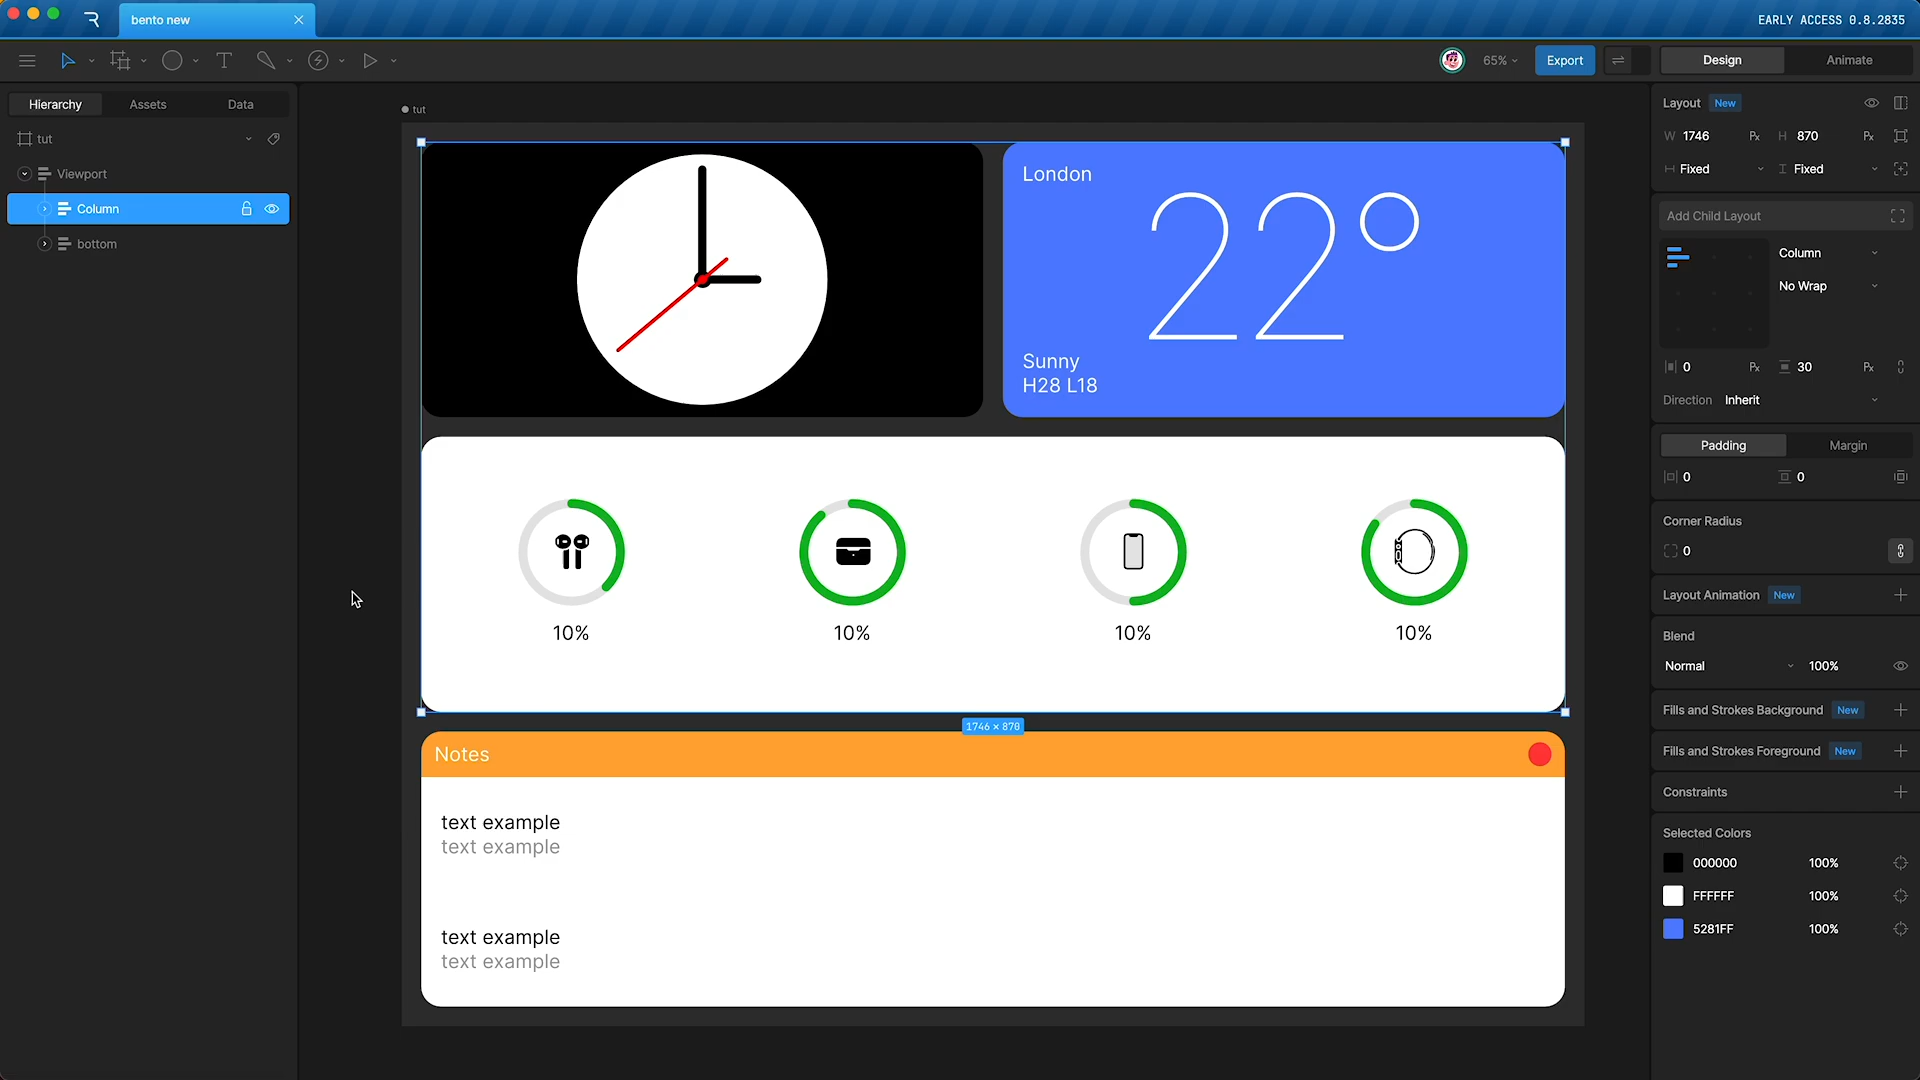 bento new
EARLY ACCESS 0.8.2835
65%
Export
Design
Animate
Hierarchy
Assets
Data
tut
Viewport
Column
bottom
tut
London
22°
Sunny
H28 L18
10%
10%
10%
10%
1746 × 870
Notes
text example
text example
text example
text example
Layout
New
W 1746 Px
H 870 Px
Fixed
Fixed
Add Child Layout
Column
No Wrap
0 Px
30 Px
Direction Inherit
Padding
Margin
0
0
Corner Radius
0
Layout Animation New
Blend
Normal 100%
Fills and Strokes Background New
Fills and Strokes Foreground New
Constraints
Selected Colors
000000 100%
FFFFFF 100%
5281FF 100%